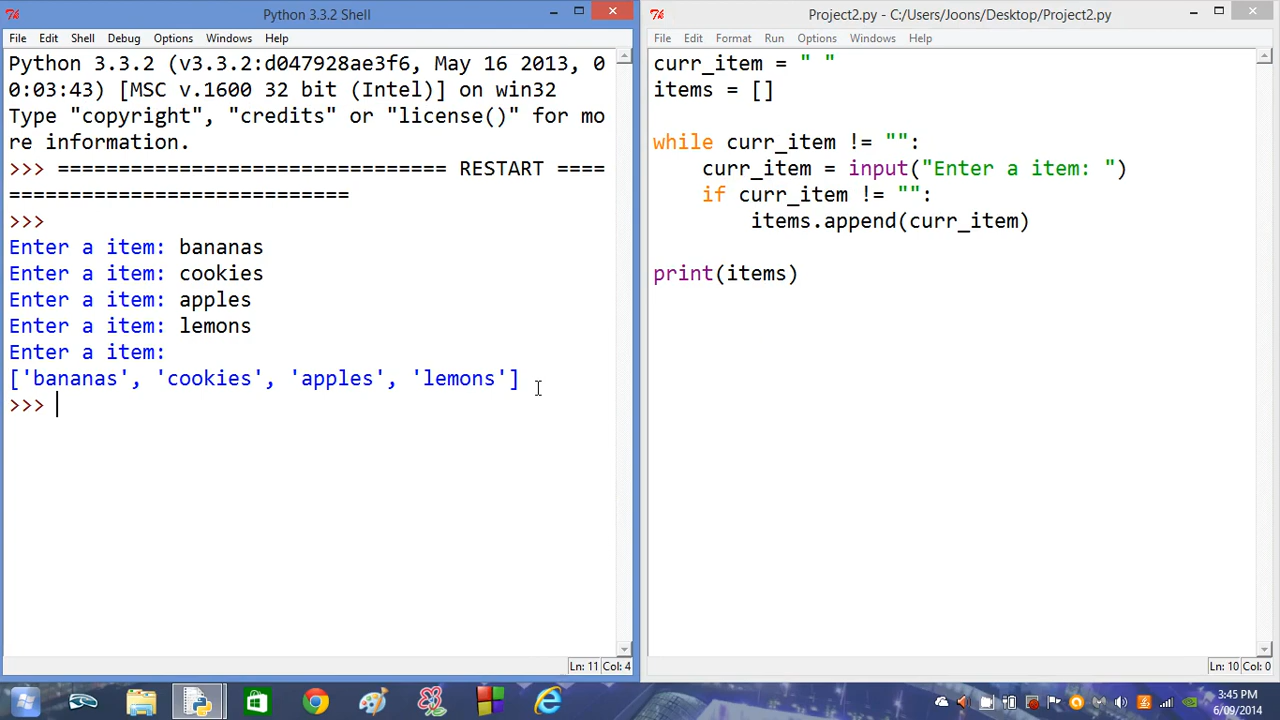 Python 3.3.2 Shell
File Edit Shell Debug Options Windows Help
Python 3.3.2 (v3.3.2:d047928ae3f6, May 16 2013, 0
0:03:43) [MSC v.1600 32 bit (Intel)] on win32
Type "copyright", "credits" or "license()" for mo
re information.
>>> ================================ RESTART ====
============================
>>>
Enter a item: bananas
Enter a item: cookies
Enter a item: apples
Enter a item: lemons
Enter a item:
['bananas', 'cookies', 'apples', 'lemons']
>>>
Ln: 11 Col: 4
Project2.py - C:/Users/Joons/Desktop/Project2.py
File Edit Format Run Options Windows Help
curr_item = " "
items = []
while curr_item != "":
    curr_item = input("Enter a item: ")
    if curr_item != "":
        items.append(curr_item)
print(items)
Ln: 10 Col: 0
3:45 PM
6/09/2014